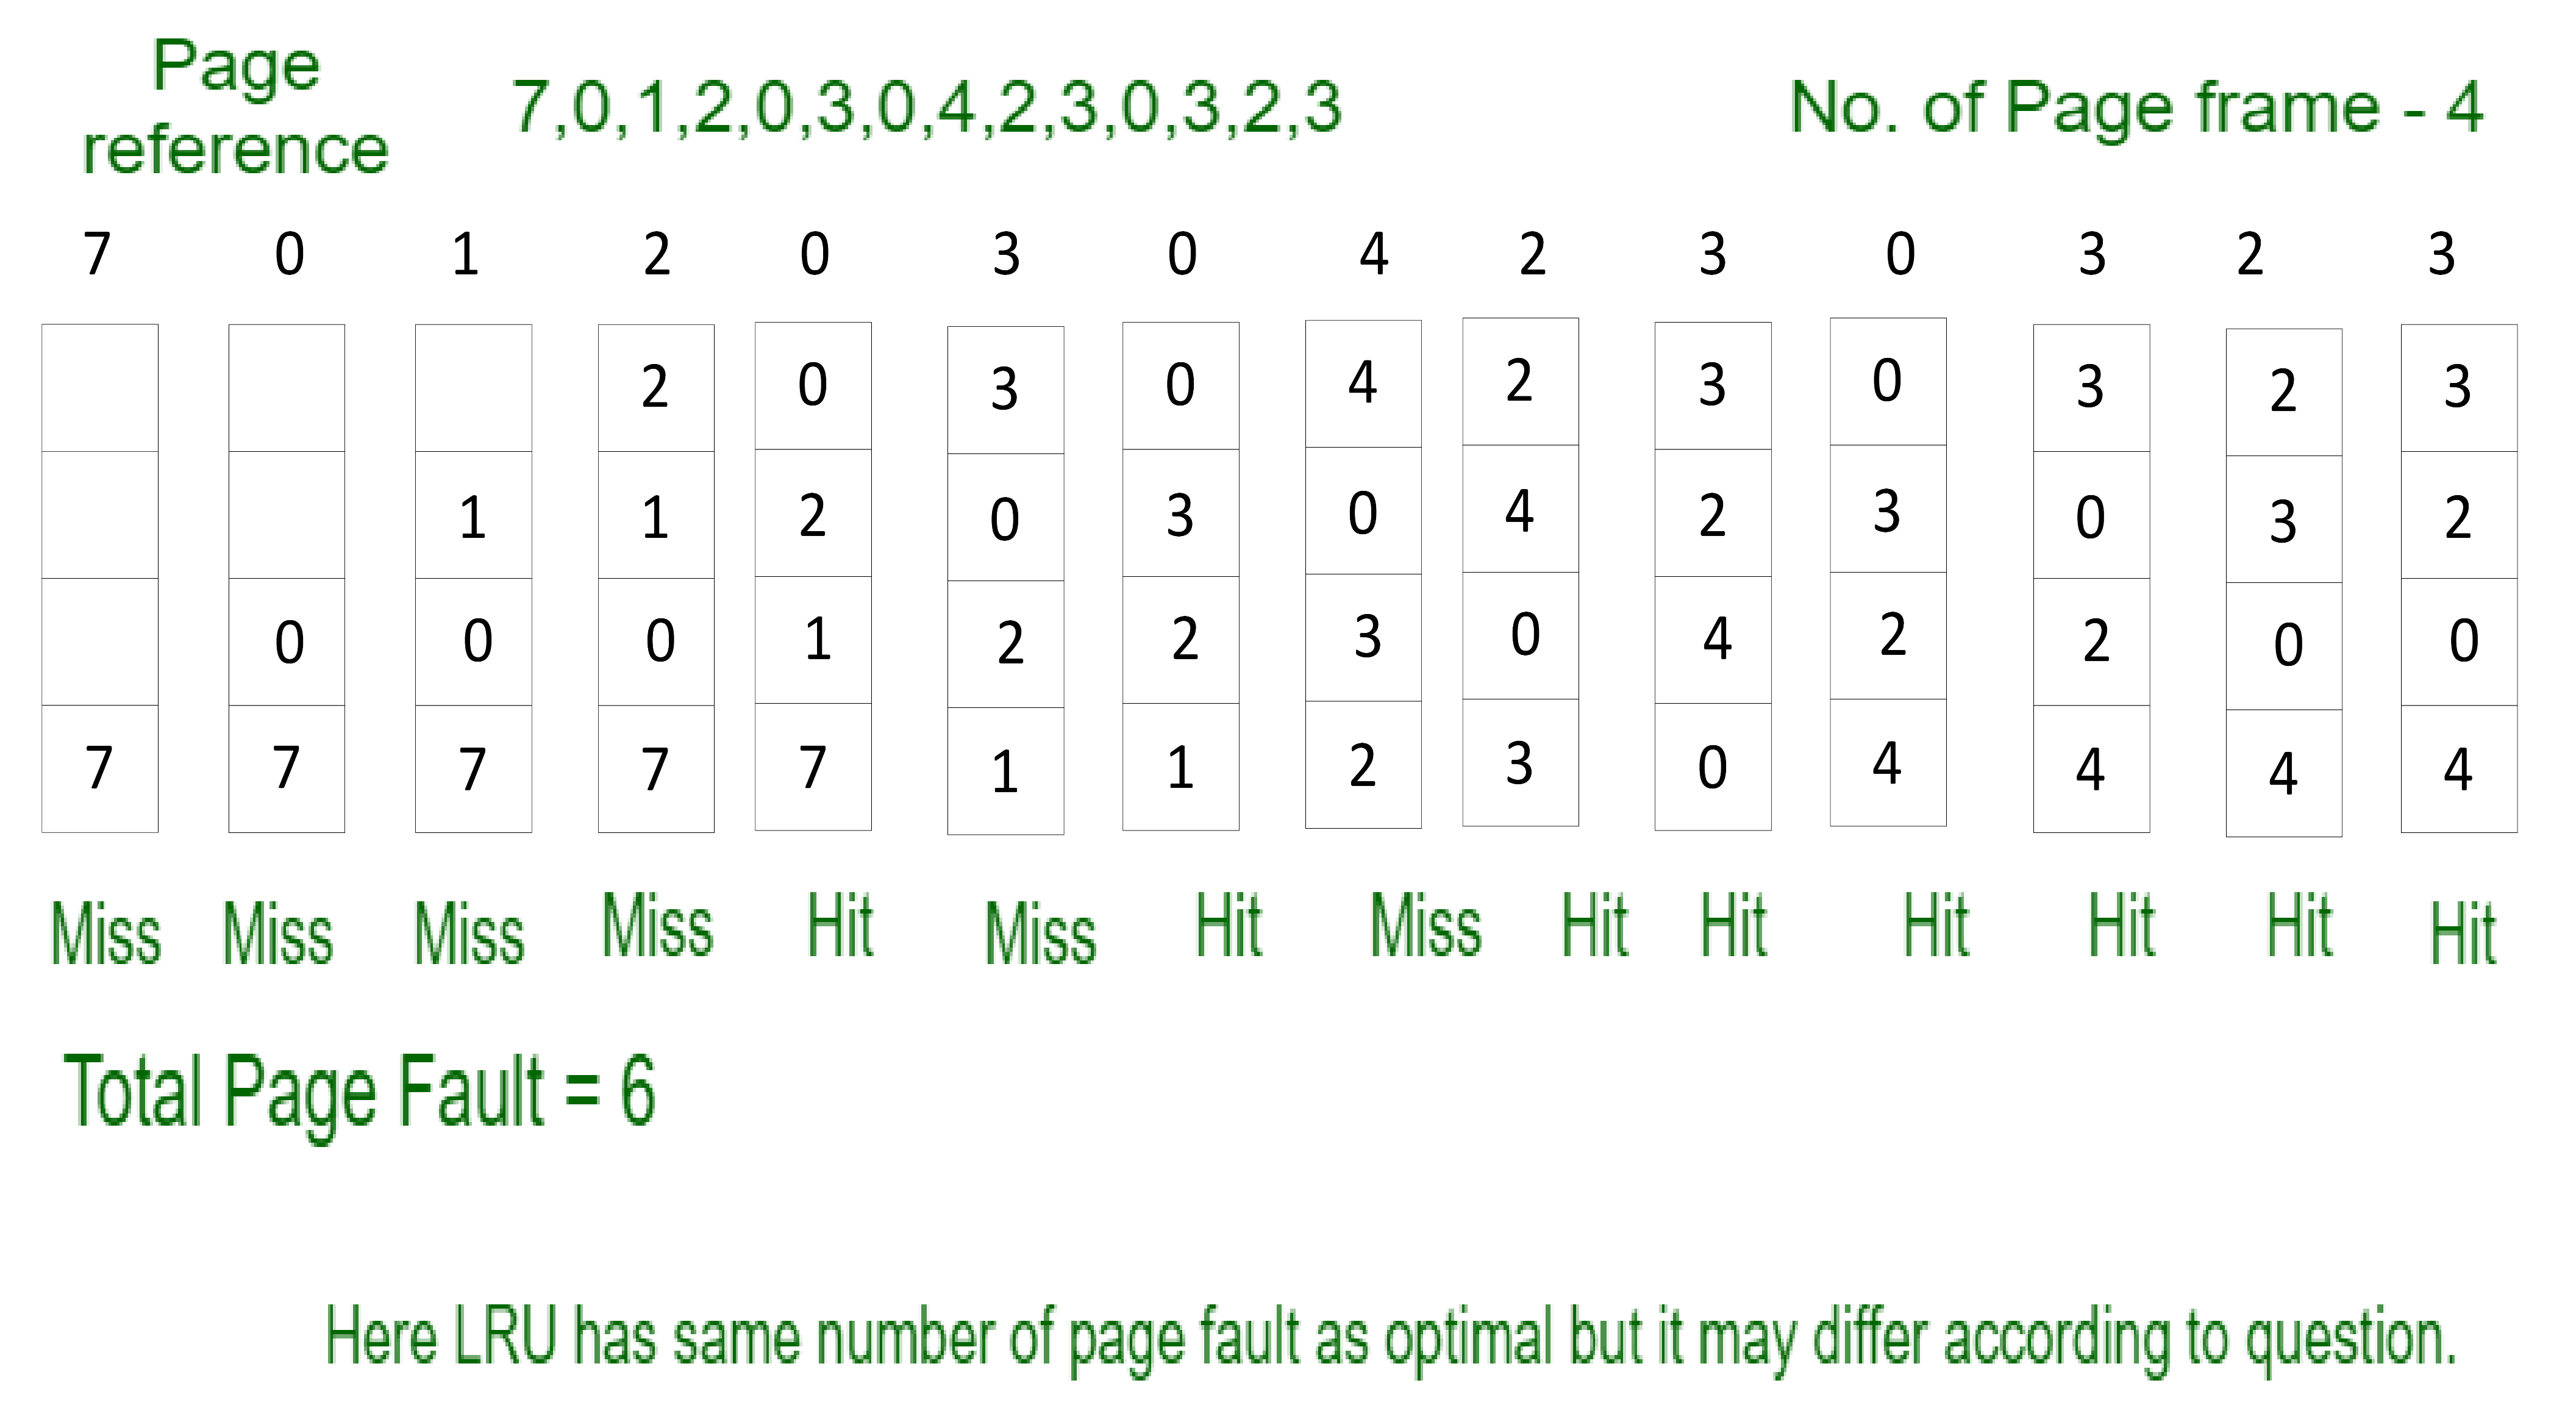 Page
reference
7,0,1,2,0,3,0,4,2,3,0,3,2,3
No. of Page frame - 4
7 0 1 2 0 3 0 4 2 3 0 3 2 3
2 0 3 0 4 2 3 0 3 2 3
1 1 2 0 3 0 4 2 3 0 3 2
0 0 0 1 2 2 3 0 4 2 2 0 0
7 7 7 7 7 1 1 2 3 0 4 4 4 4
Miss Miss Miss Miss Hit Miss Hit Miss Hit Hit Hit Hit Hit Hit
Total Page Fault = 6
Here LRU has same number of page fault as optimal but it may differ according to question.